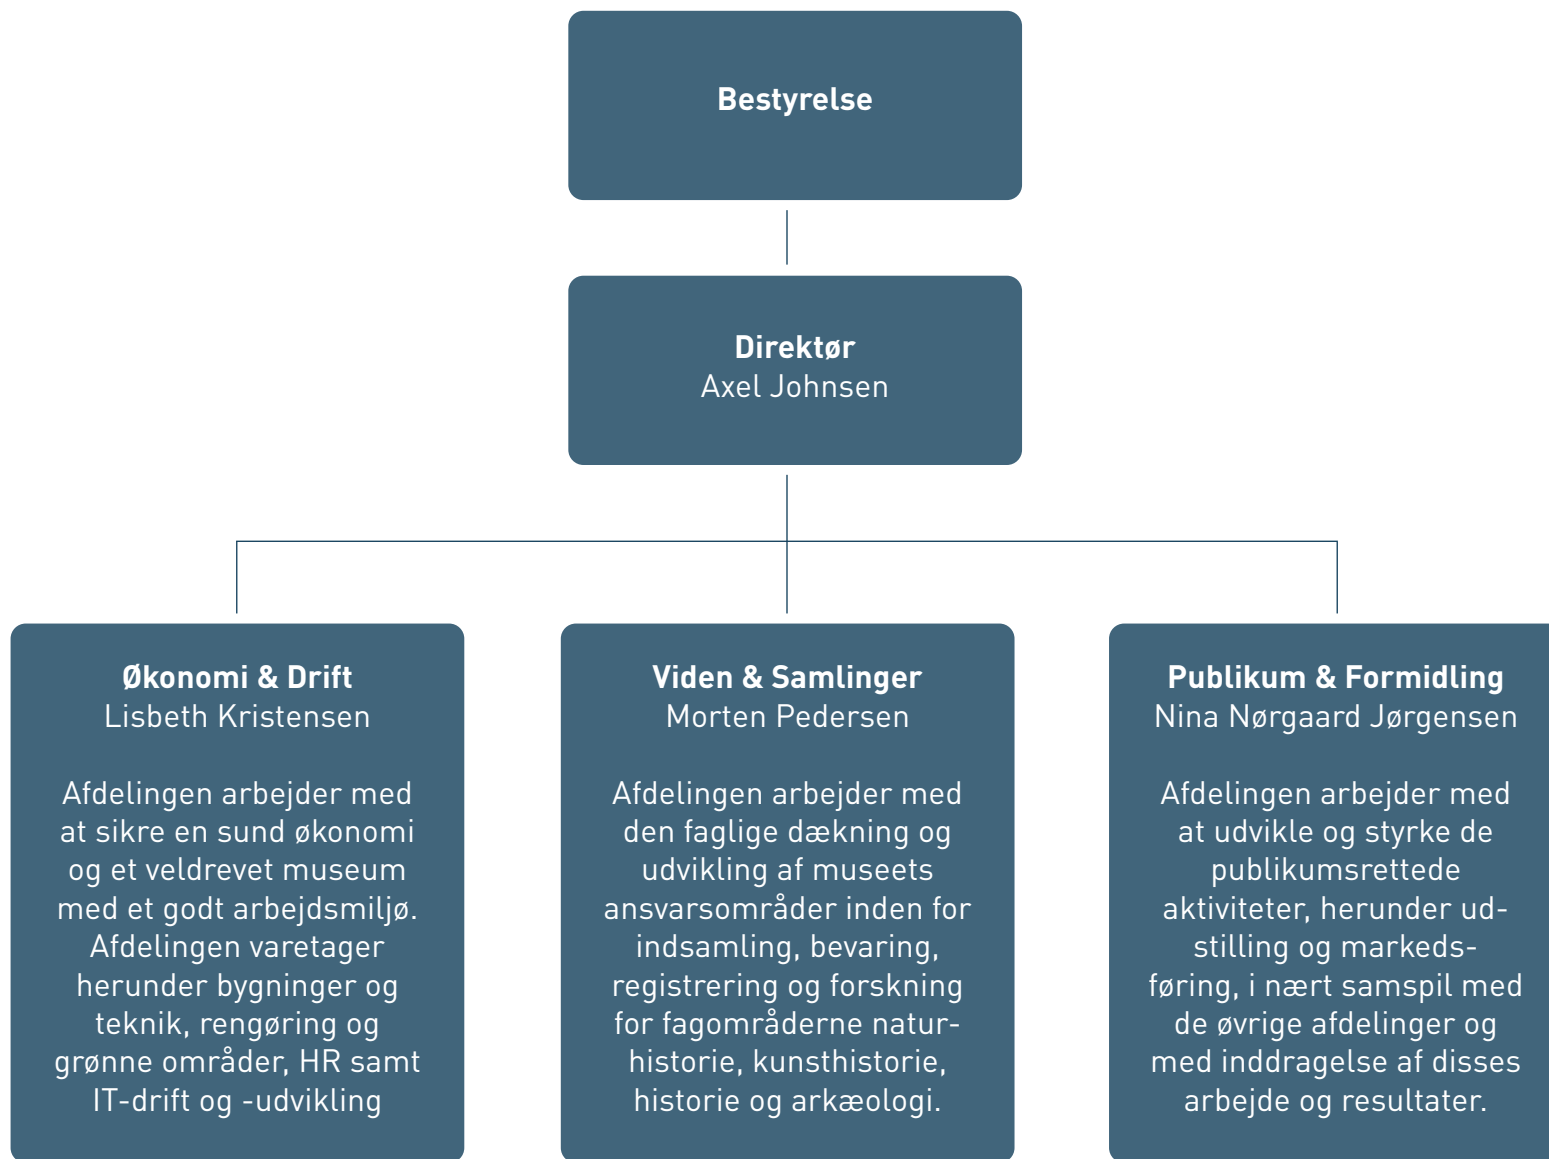 Bestyrelse
Direktør
Axel Johnsen
Økonomi & Drift
Lisbeth Kristensen
Afdelingen arbejder med
at sikre en sund økonomi
og et veldrevet museum
med et godt arbejdsmiljø.
Afdelingen varetager
herunder bygninger og
teknik, rengøring og
grønne områder, HR samt
IT-drift og -udvikling
Viden & Samlinger
Morten Pedersen
Afdelingen arbejder med
den faglige dækning og
udvikling af museets
ansvarsområder inden for
indsamling, bevaring,
registrering og forskning
for fagområderne natur-
historie, kunsthistorie,
historie og arkæologi.
Publikum & Formidling
Nina Nørgaard Jørgensen
Afdelingen arbejder med
at udvikle og styrke de
publikumsrettede
aktiviteter, herunder ud-
stilling og markeds-
føring, i nært samspil med
de øvrige afdelinger og
med inddragelse af disses
arbejde og resultater.